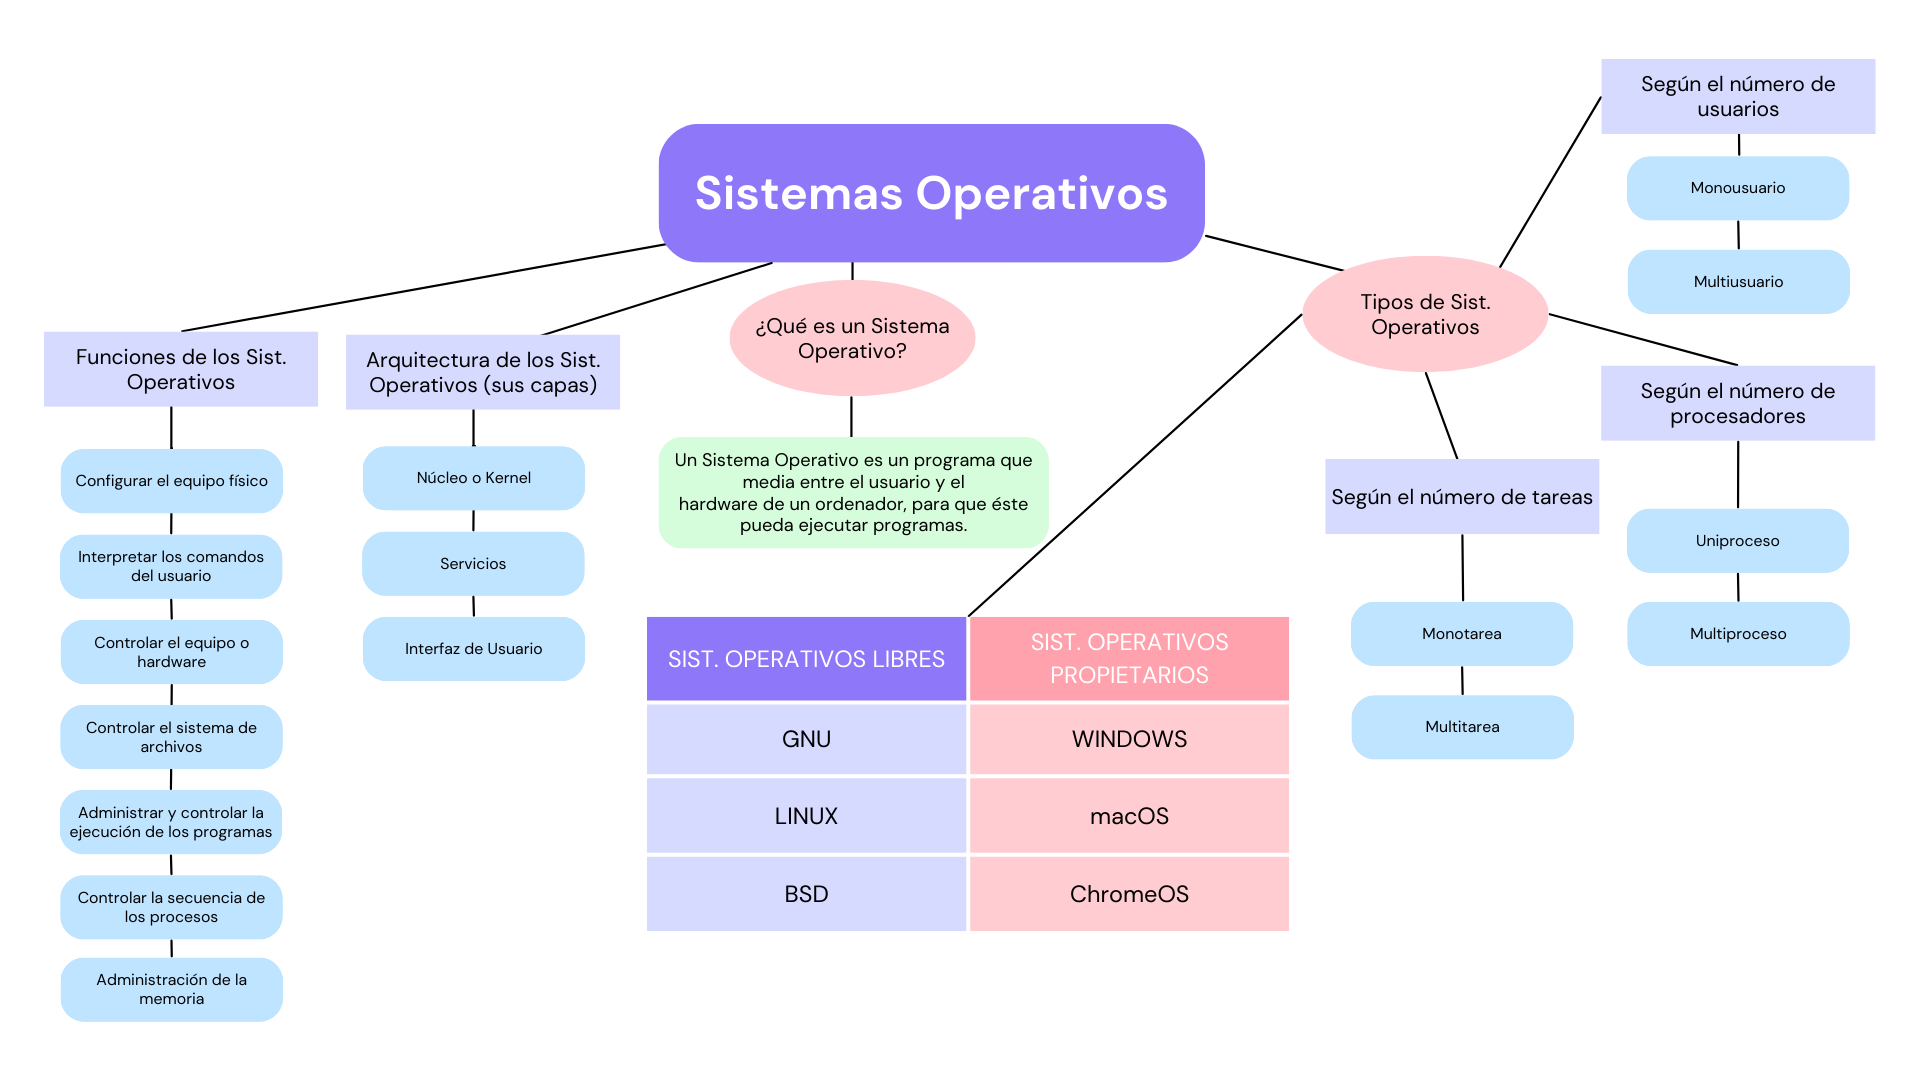 Sistemas Operativos
Funciones de los Sist.
Operativos
Configurar el equipo físico
Interpretar los comandos
del usuario
Controlar el equipo o
hardware
Controlar el sistema de
archivos
Administrar y controlar la
ejecución de los programas
Controlar la secuencia de
los procesos
Administración de la
memoria
Arquitectura de los Sist.
Operativos (sus capas)
Núcleo o Kernel
Servicios
Interfaz de Usuario
¿Qué es un Sistema
Operativo?
Un Sistema Operativo es un programa que
media entre el usuario y el
hardware de un ordenador, para que éste
pueda ejecutar programas.
Tipos de Sist.
Operativos
SIST. OPERATIVOS LIBRES
SIST. OPERATIVOS
PROPIETARIOS
GNU
WINDOWS
LINUX
macOS
BSD
ChromeOS
Según el número de tareas
Monotarea
Multitarea
Según el número de
usuarios
Monousuario
Multiusuario
Según el número de
procesadores
Uniproceso
Multiproceso